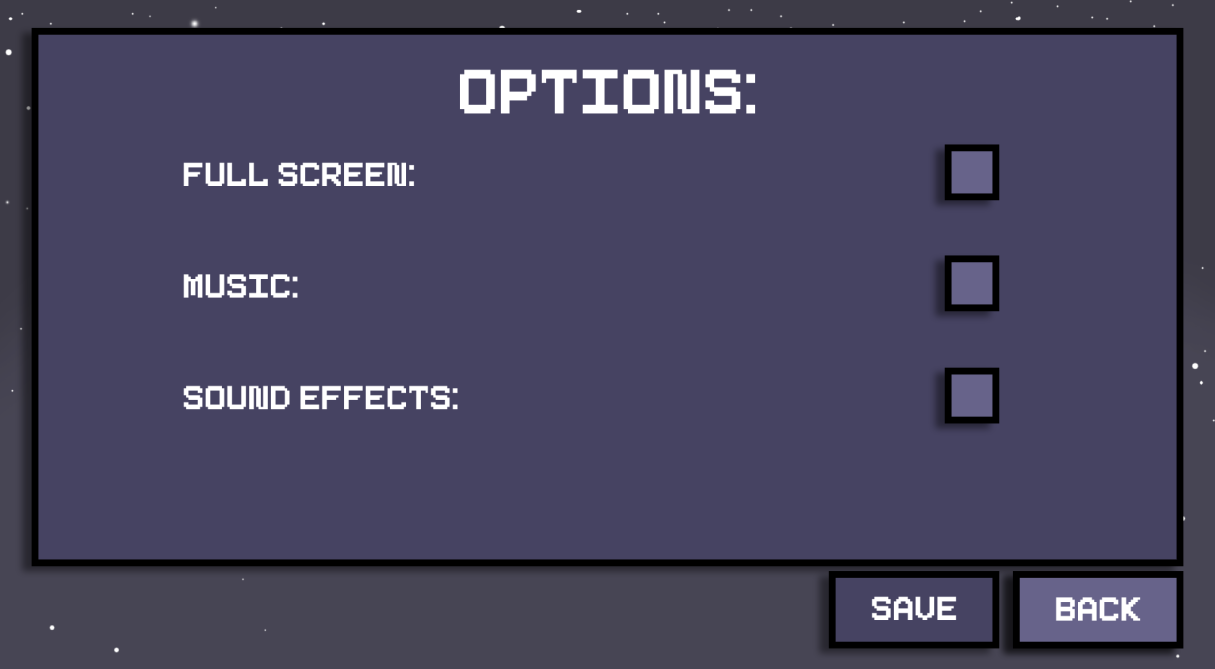 OPTIONS:
FULL SCREEN:
MUSIC:
SOUND EFFECTS:
SAVE
BACK